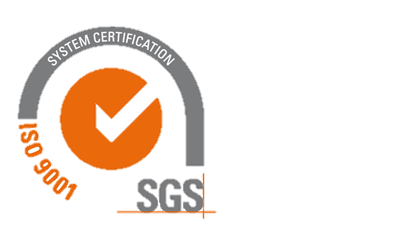 SYSTEM CERTIFICATION
ISO 9001
SGS